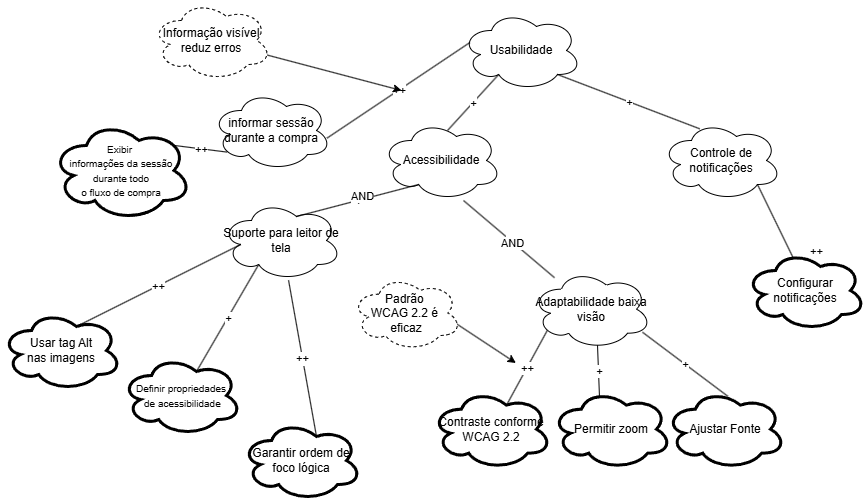 Informação visível
reduz erros
Usabilidade
+
+
+
informar sessão
durante a compra
++
Exibir
informações da sessão
durante todo
o fluxo de compra
Acessibilidade
Controle de
notificações
AND
AND
Suporte para leitor de
tela
++
Configurar
notificações
++
+
++
Padrão
WCAG 2.2 é
eficaz
Adaptabilidade baixa
visão
Usar tag Alt
nas imagens
Definir propriedades
de acessibilidade
++
+
+
Contraste conforme
WCAG 2.2
Permitir zoom
Ajustar Fonte
Garantir ordem de
foco lógica